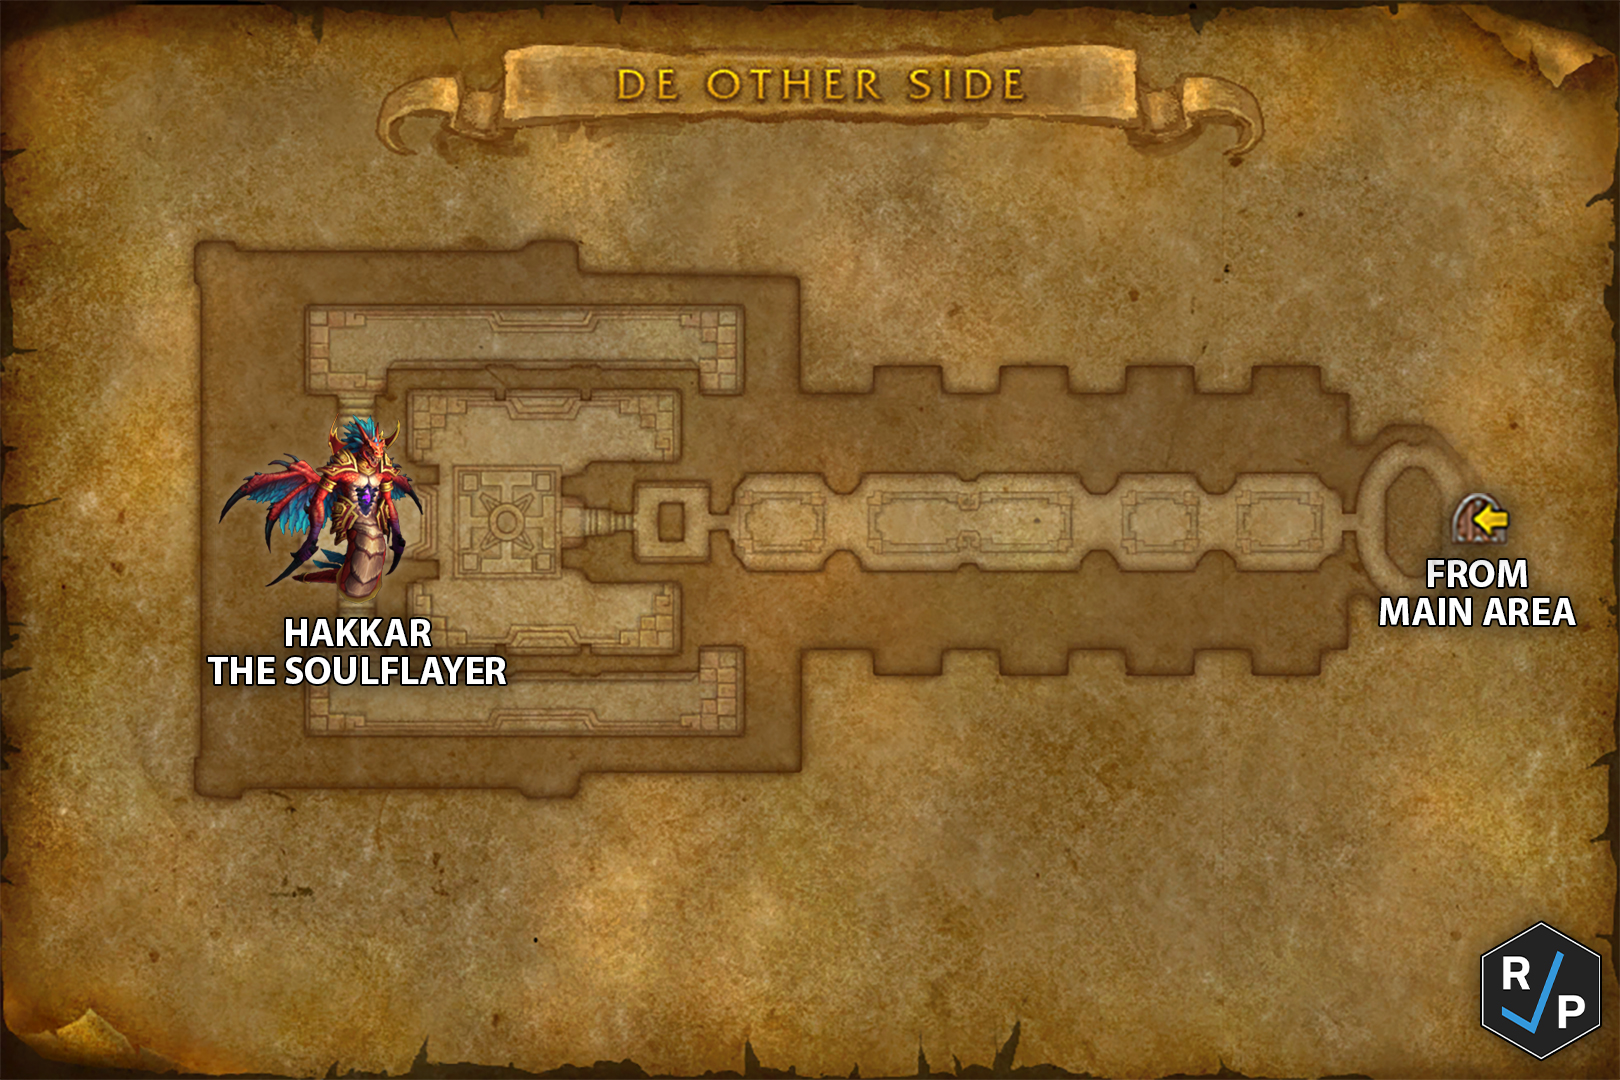 DE OTHER SIDE
HAKKAR
THE SOULFLAYER
FROM
MAIN AREA
R
P